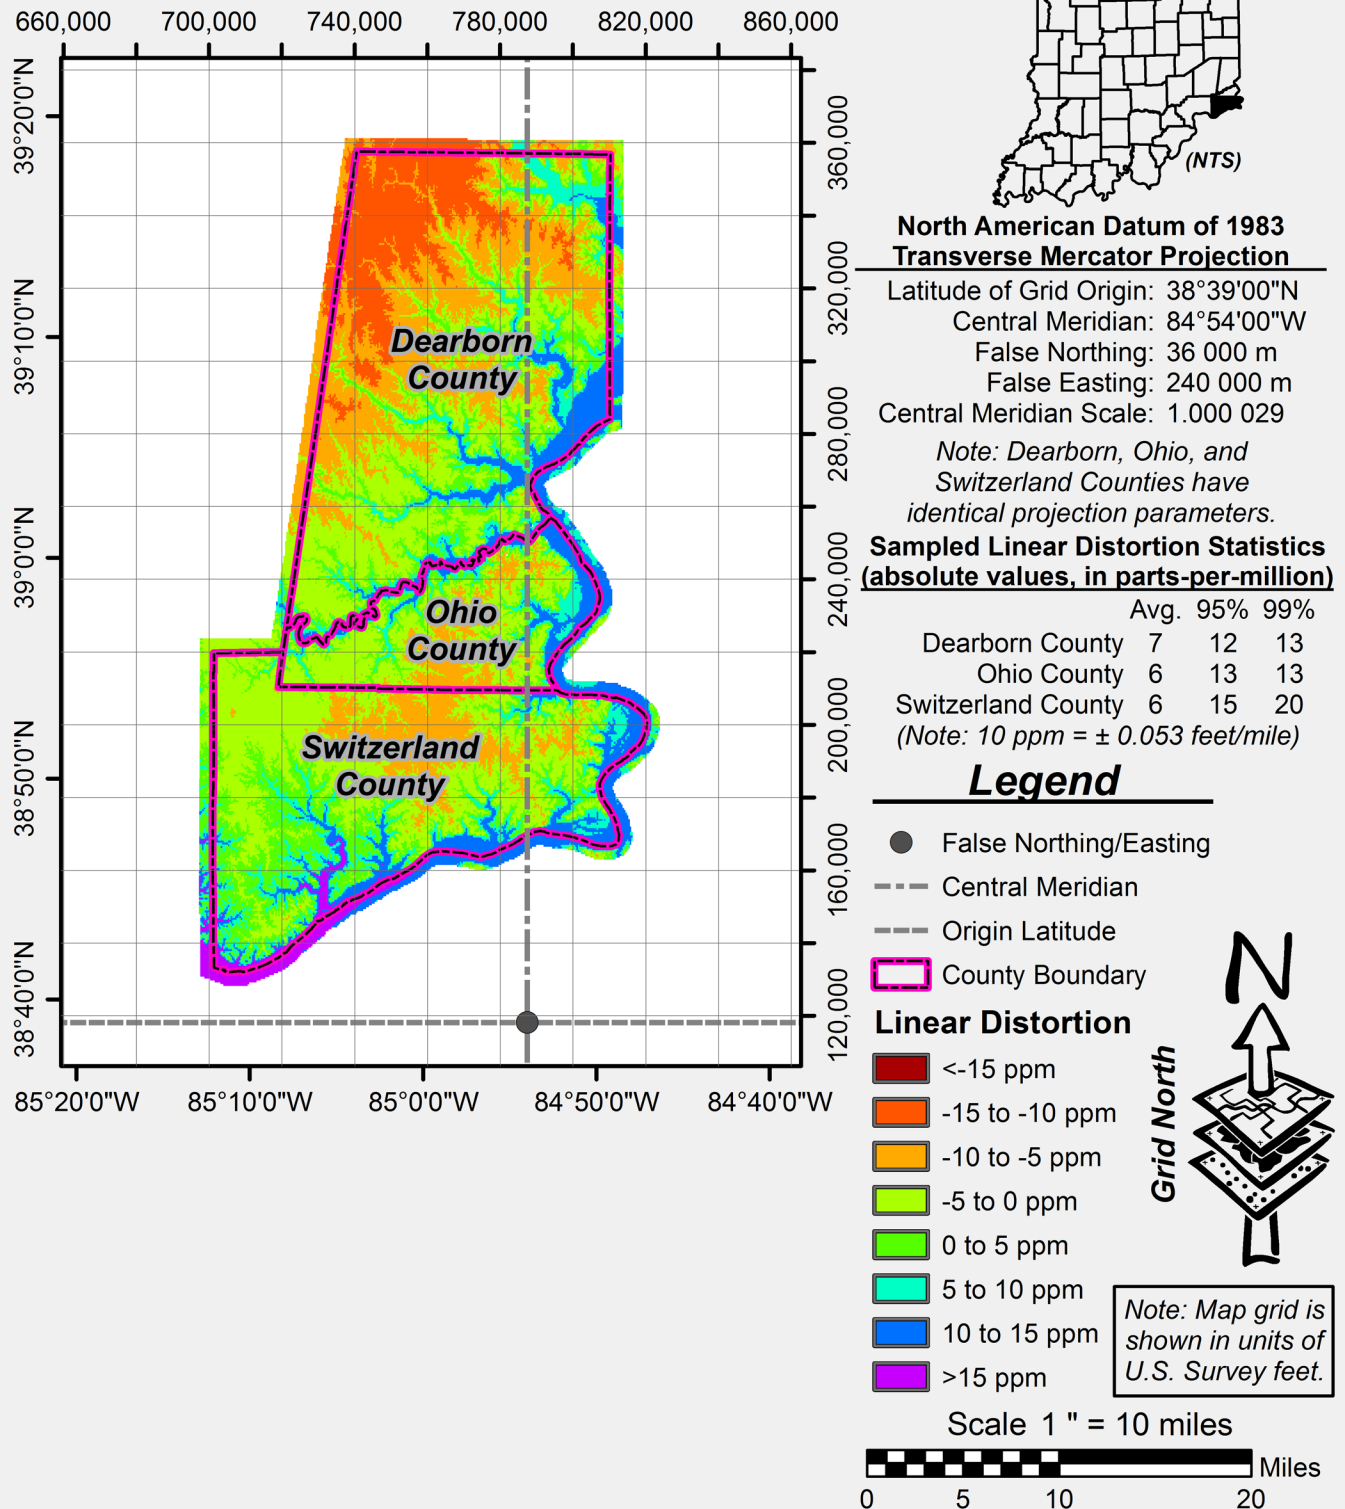 660,000 700,000 740,000 780,000 820,000 860,000
39°20'0"N
39°10'0"N
39°0'0"N
38°50'0"N
38°40'0"N
360,000
320,000
280,000
240,000
200,000
160,000
120,000
85°20'0"W 85°10'0"W 85°0'0"W 84°50'0"W 84°40'0"W
Dearborn
County
Ohio
County
Switzerland
County
(NTS)
North American Datum of 1983
Transverse Mercator Projection
Latitude of Grid Origin: 38°39'00"N
Central Meridian: 84°54'00"W
False Northing: 36 000 m
False Easting: 240 000 m
Central Meridian Scale: 1.000 029
Note: Dearborn, Ohio, and
Switzerland Counties have
identical projection parameters.
Sampled Linear Distortion Statistics
(absolute values, in parts-per-million)
Avg. 95% 99%
Dearborn County 7 12 13
Ohio County 6 13 13
Switzerland County 6 15 20
(Note: 10 ppm = ± 0.053 feet/mile)
Legend
False Northing/Easting
Central Meridian
Origin Latitude
County Boundary
Linear Distortion
<-15 ppm
-15 to -10 ppm
-10 to -5 ppm
-5 to 0 ppm
0 to 5 ppm
5 to 10 ppm
10 to 15 ppm
>15 ppm
N
Grid North
Note: Map grid is
shown in units of
U.S. Survey feet.
Scale 1 " = 10 miles
Miles
0 5 10 20